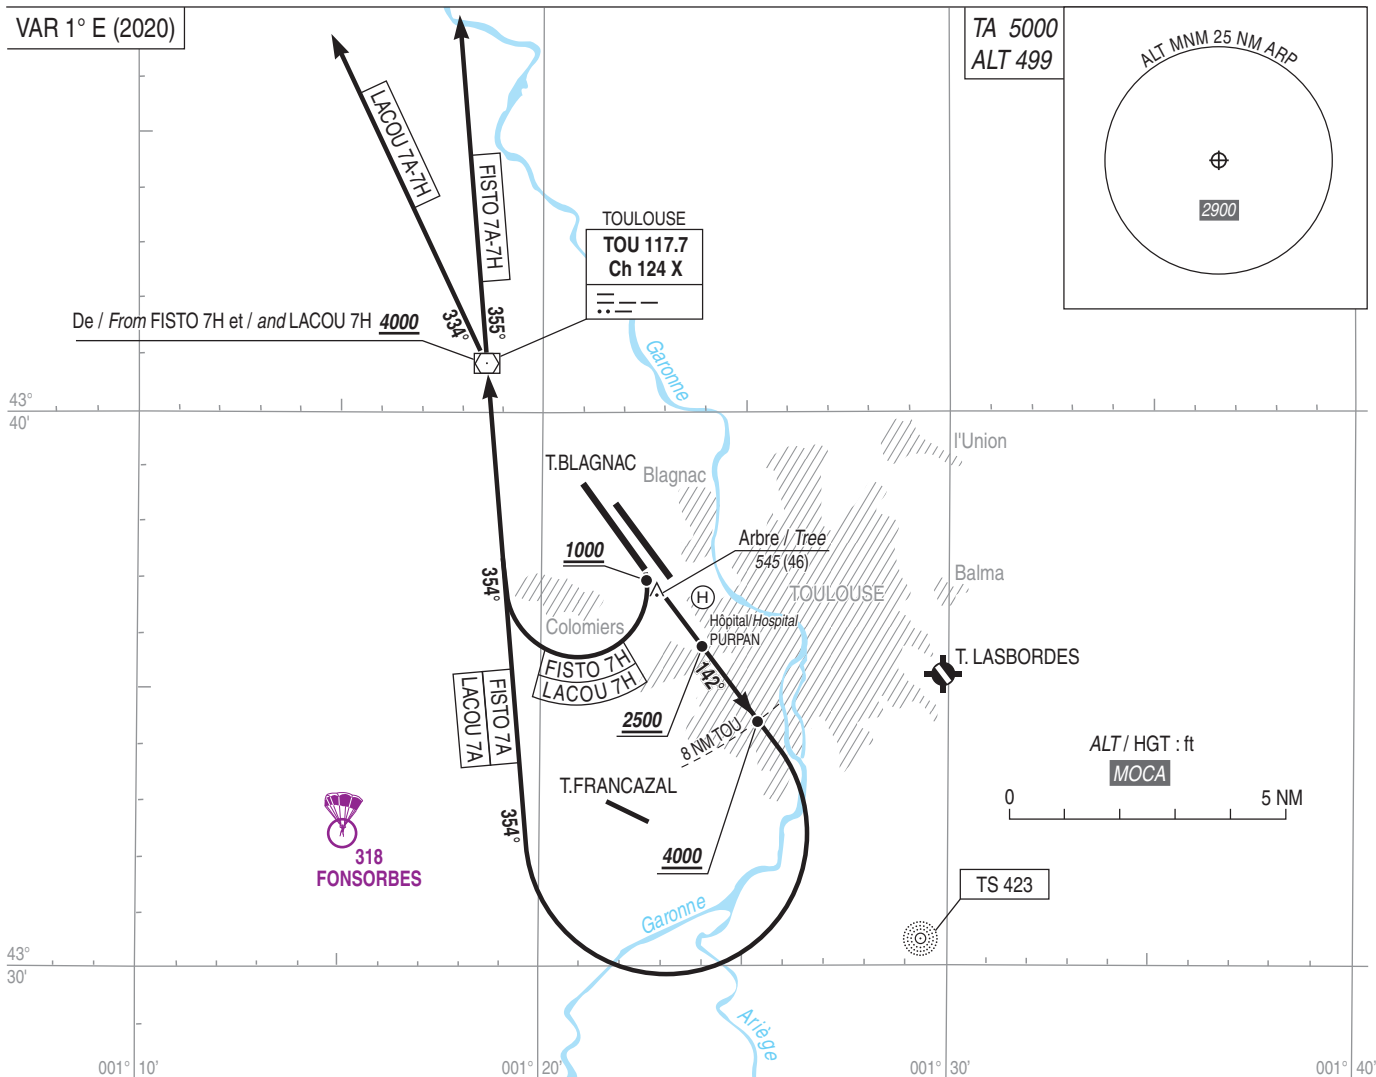 VAR 1° E (2020)
TA 5000
ALT 499
ALT MNM 25 NM ARP
2900
LACOU 7A-7H
FISTO 7A-7H
TOULOUSE
TOU 117.7
Ch 124 X
De / From FISTO 7H et / and LACOU 7H 4000
334°
355°
Garonne
43°
40'
l'Union
T.BLAGNAC
Blagnac
Arbre / Tree
545 (46)
1000
354°
Balma
TOULOUSE
H
Hôpital/Hospital
PURPAN
Colomiers
FISTO 7H
LACOU 7H
142°
T. LASBORDES
FISTO 7A
LACOU 7A
2500
8 NM TOU
ALT / HGT : ft
MOCA
T.FRANCAZAL
0 5 NM
354°
318
FONSORBES
4000
TS 423
Garonne
43°
30'
Ariège
001° 10'
001° 20'
001° 30'
001° 40'